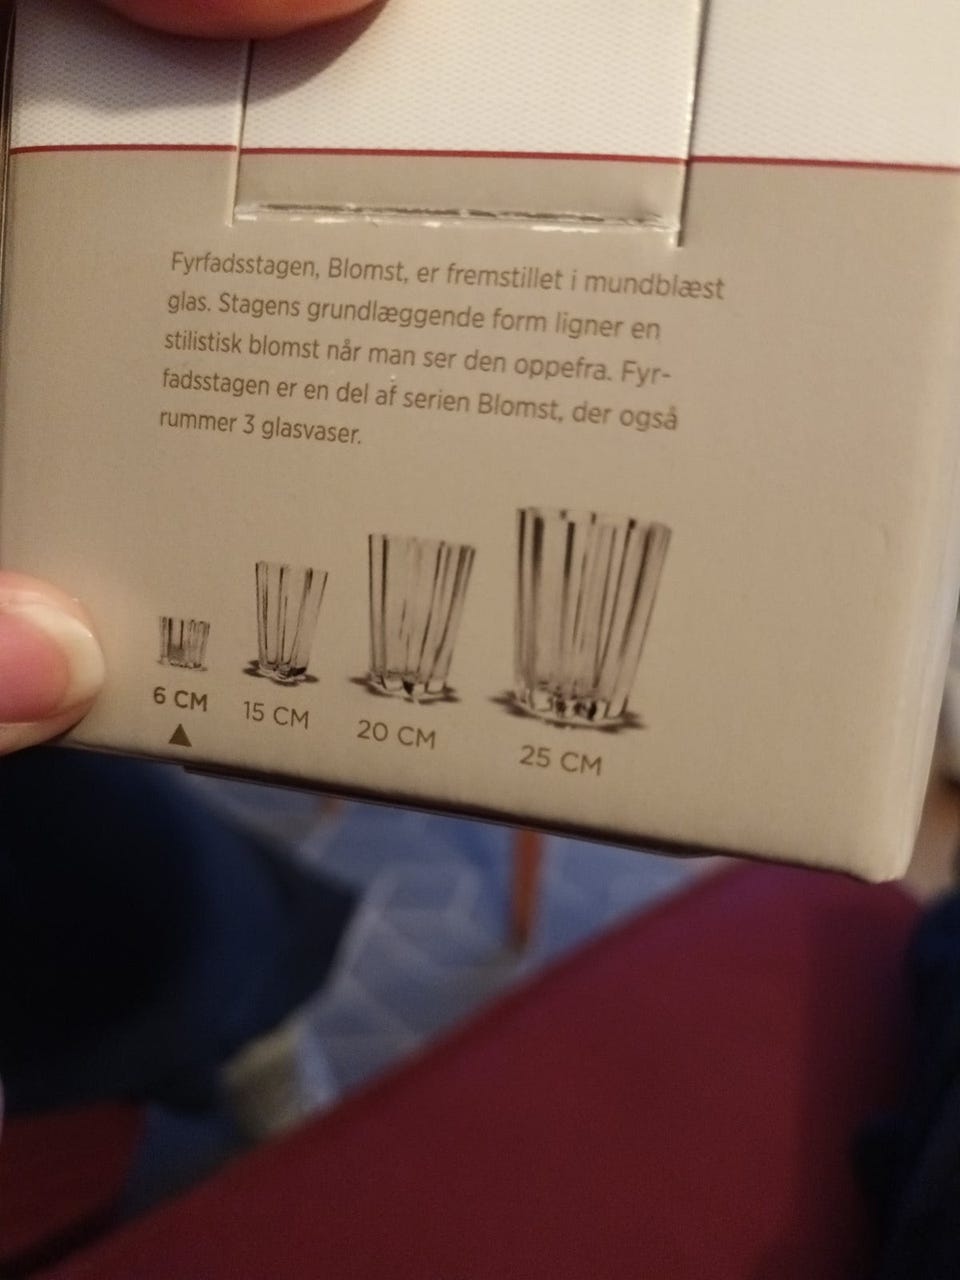 Fyrfadsstagen, Blomst, er fremstillet i mundblæst
glas. Stagens grundlæggende form ligner en
stilistisk blomst når man ser den oppefra. Fyr-
fadsstagen er en del af serien Blomst, der også
rummer 3 glasvaser.
6 CM
15 CM
20 CM
25 CM